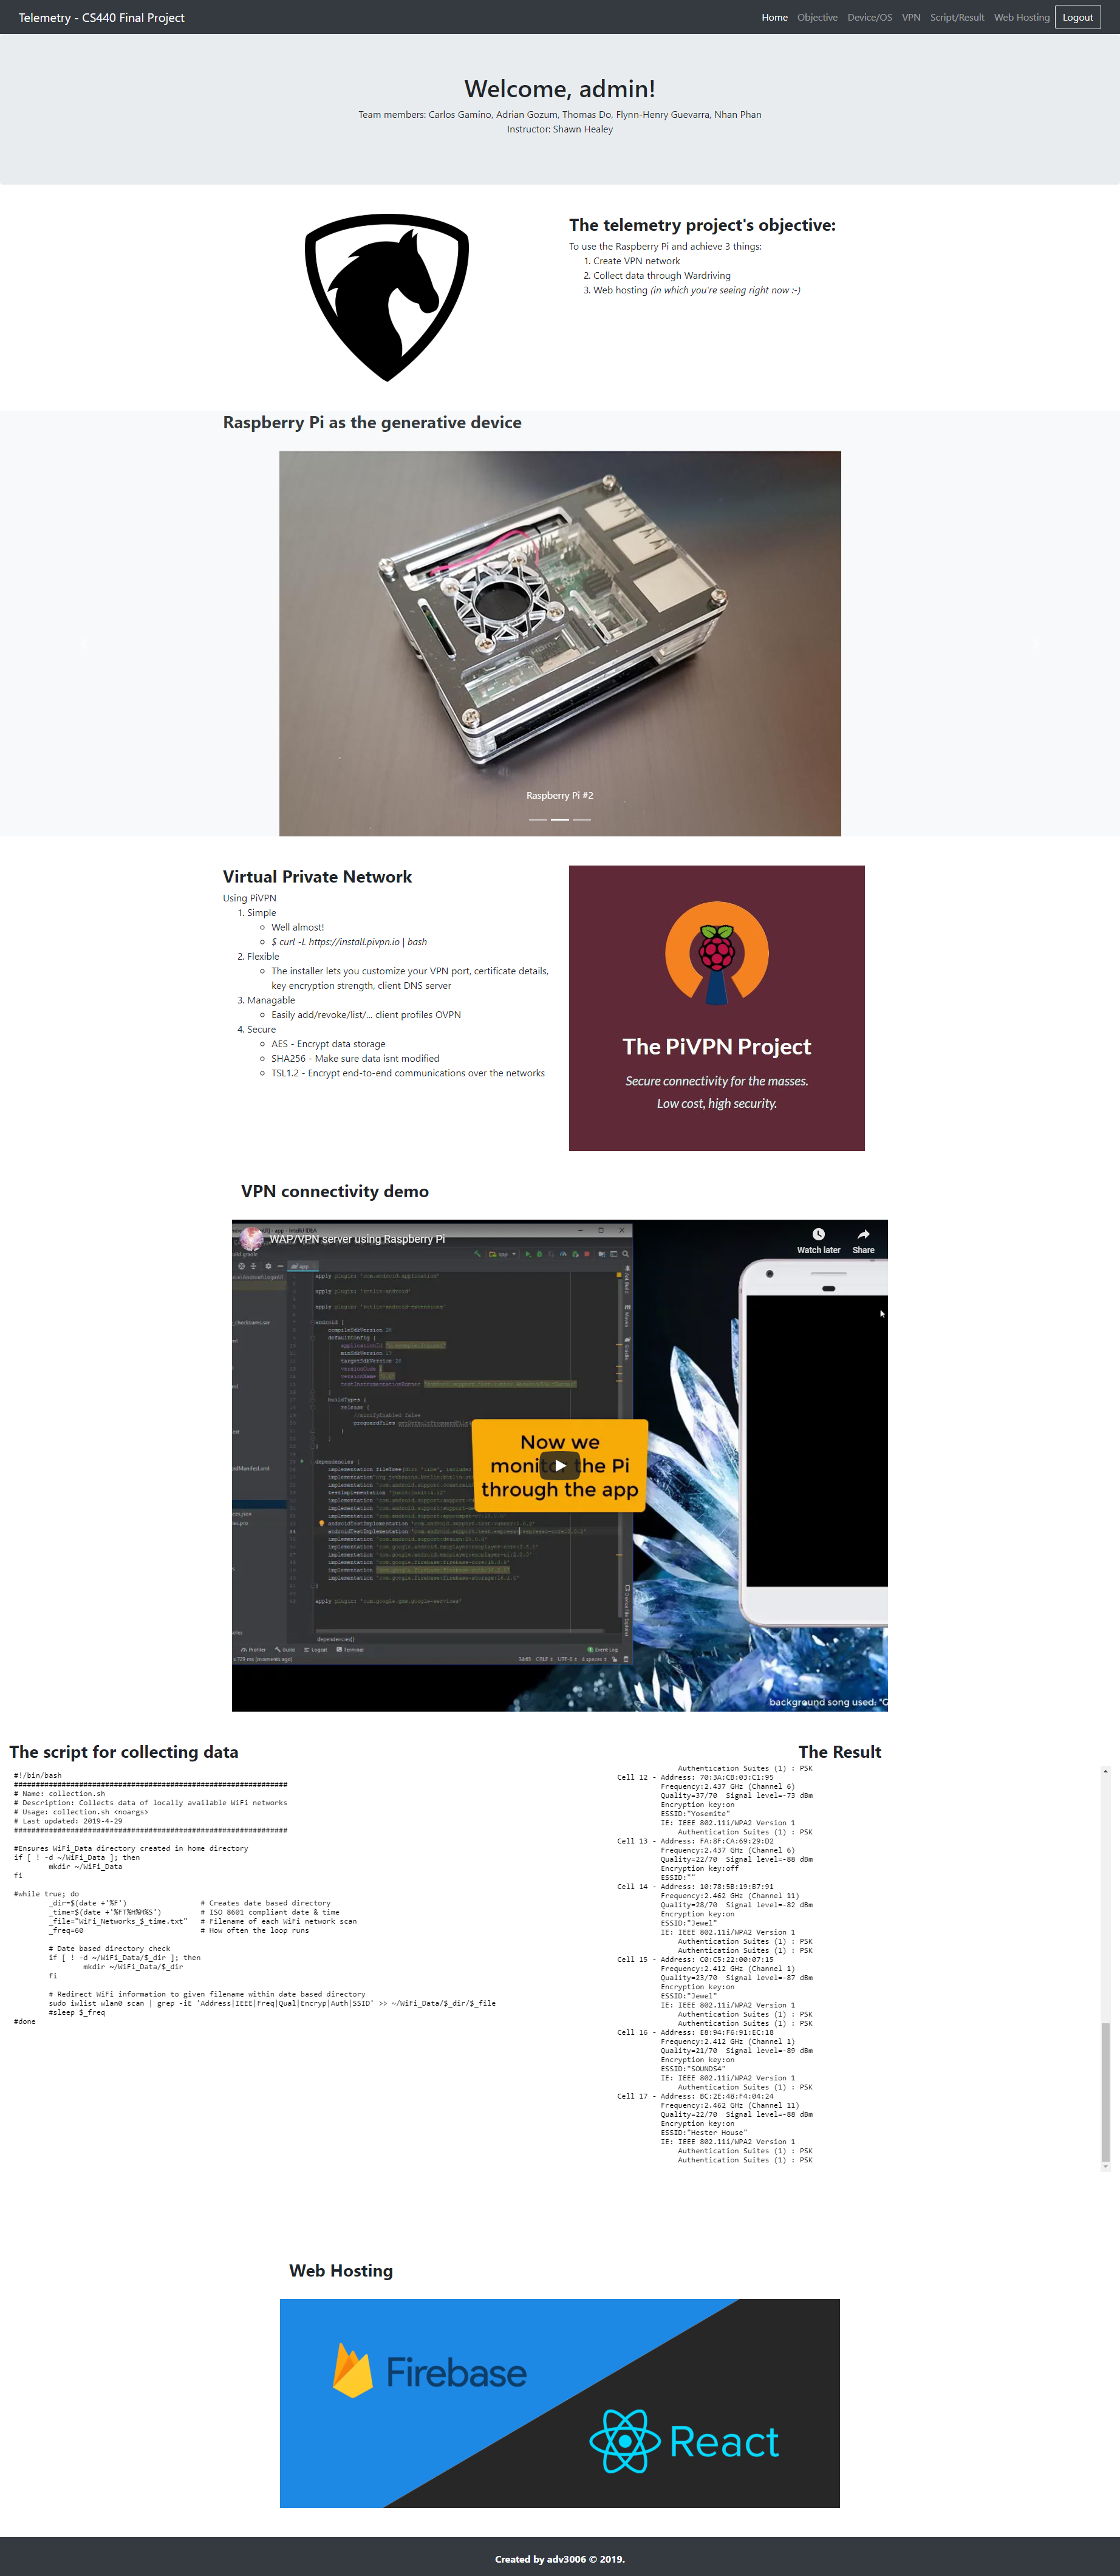 Telemetry - CS440 Final Project
Home Objective Device/OS VPN Script/Result Web Hosting Logout
Welcome, admin!
Team members: Carlos Gamino, Adrian Gozum, Thomas Do, Flynn-Henry Guevarra, Nhan Phan
Instructor: Shawn Healey
The telemetry project's objective:
To use the Raspberry Pi and achieve 3 things:
1. Create VPN network
2. Collect data through Wardriving
3. Web hosting (in which you're seeing right now :-)
Raspberry Pi as the generative device
Raspberry Pi #2
Virtual Private Network
Using PiVPN
1. Simple
Well almost!
$ curl -L https://install.pivpn.io | bash
2. Flexible
The installer lets you customize your VPN port, certificate details,
key encryption strength, client DNS server
3. Managable
Easily add/revoke/list/... client profiles OVPN
4. Secure
AES - Encrypt data storage
SHA256 - Make sure data isnt modified
TSL1.2 - Encrypt end-to-end communications over the networks
The PiVPN Project
Secure connectivity for the masses.
Low cost, high security.
VPN connectivity demo
WAP/VPN server using Raspberry Pi
Watch later Share
Now we
monitor the Pi
through the app
background song used: "C
The script for collecting data
#!/bin/bash
###############################################################
# Name: collection.sh
# Description: Collects data of locally available WiFi networks
# Usage: collection.sh <noargs>
# Last updated: 2019-4-29
###############################################################
#Ensures WiFi_Data directory created in home directory
if [ ! -d ~/WiFi_Data ]; then
mkdir ~/WiFi_Data
fi
#while true; do
_dir=$(date +'%F') # Creates date based directory
_time=$(date +'%FT%H%M%S') # ISO 8601 compliant date & time
_file="WiFi_Networks_$_time.txt" # Filename of each WiFi network scan
_freq=60 # How often the loop runs
# Date based directory check
if [ ! -d ~/WiFi_Data/$_dir ]; then
mkdir ~/WiFi_Data/$_dir
fi
# Redirect WiFi information to given filename within date based directory
sudo iwlist wlan0 scan | grep -iE 'Address|IEEE|Freq|Qual|Encryp|Auth|SSID' >> ~/WiFi_Data/$_dir/$_file
#sleep $_freq
#done
The Result
Authentication Suites (1) : PSK
Cell 12 - Address: 70:3A:CB:03:C1:95
Frequency:2.437 GHz (Channel 6)
Quality=37/70 Signal level=-73 dBm
Encryption key:on
ESSID:"Yosemite"
IE: IEEE 802.11i/WPA2 Version 1
Authentication Suites (1) : PSK
Cell 13 - Address: FA:8F:CA:69:29:D2
Frequency:2.437 GHz (Channel 6)
Quality=22/70 Signal level=-88 dBm
Encryption key:off
ESSID:""
Cell 14 - Address: 10:78:5B:19:B7:91
Frequency:2.462 GHz (Channel 11)
Quality=28/70 Signal level=-82 dBm
Encryption key:on
ESSID:"Jewel"
IE: IEEE 802.11i/WPA2 Version 1
Authentication Suites (1) : PSK
Authentication Suites (1) : PSK
Cell 15 - Address: C0:C5:22:00:07:15
Frequency:2.412 GHz (Channel 1)
Quality=23/70 Signal level=-87 dBm
Encryption key:on
ESSID:"Jewel"
IE: IEEE 802.11i/WPA2 Version 1
Authentication Suites (1) : PSK
Authentication Suites (1) : PSK
Cell 16 - Address: E8:94:F6:91:EC:18
Frequency:2.412 GHz (Channel 1)
Quality=21/70 Signal level=-89 dBm
Encryption key:on
ESSID:"SOUNDS4"
IE: IEEE 802.11i/WPA2 Version 1
Authentication Suites (1) : PSK
Cell 17 - Address: BC:2E:48:F4:04:24
Frequency:2.462 GHz (Channel 11)
Quality=22/70 Signal level=-88 dBm
Encryption key:on
ESSID:"Hester House"
IE: IEEE 802.11i/WPA2 Version 1
Authentication Suites (1) : PSK
Authentication Suites (1) : PSK
Web Hosting
Firebase
React
Created by adv3006 © 2019.